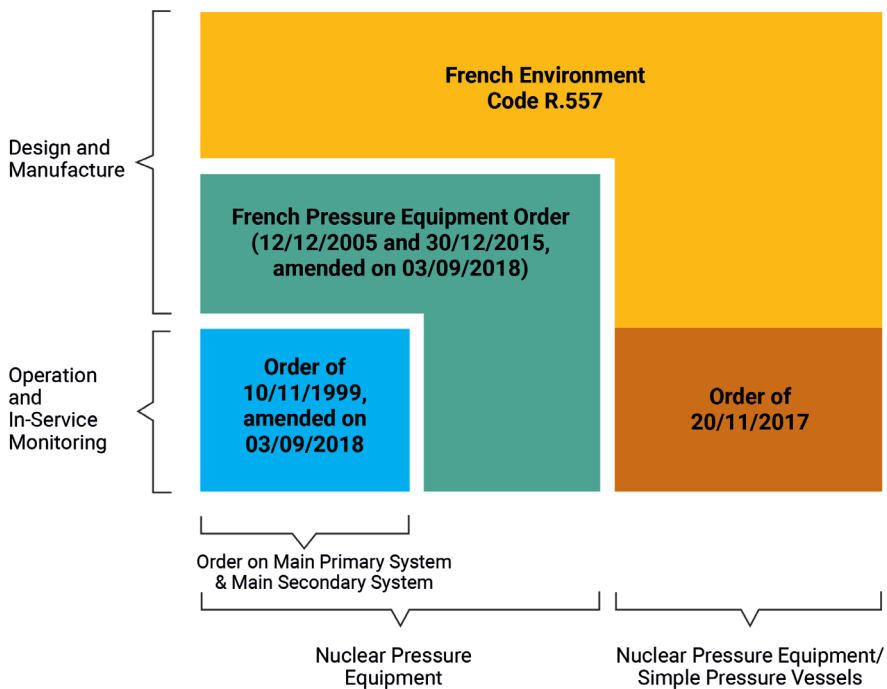 French Environment
Code R.557
Design and
Manufacture
French Pressure Equipment Order
(12/12/2005 and 30/12/2015,
amended on 03/09/2018)
Operation
and
In-Service
Monitoring
Order of
10/11/1999,
amended on
03/09/2018
Order of
20/11/2017
Order on Main Primary System
& Main Secondary System
Nuclear Pressure
Equipment
Nuclear Pressure Equipment/
Simple Pressure Vessels